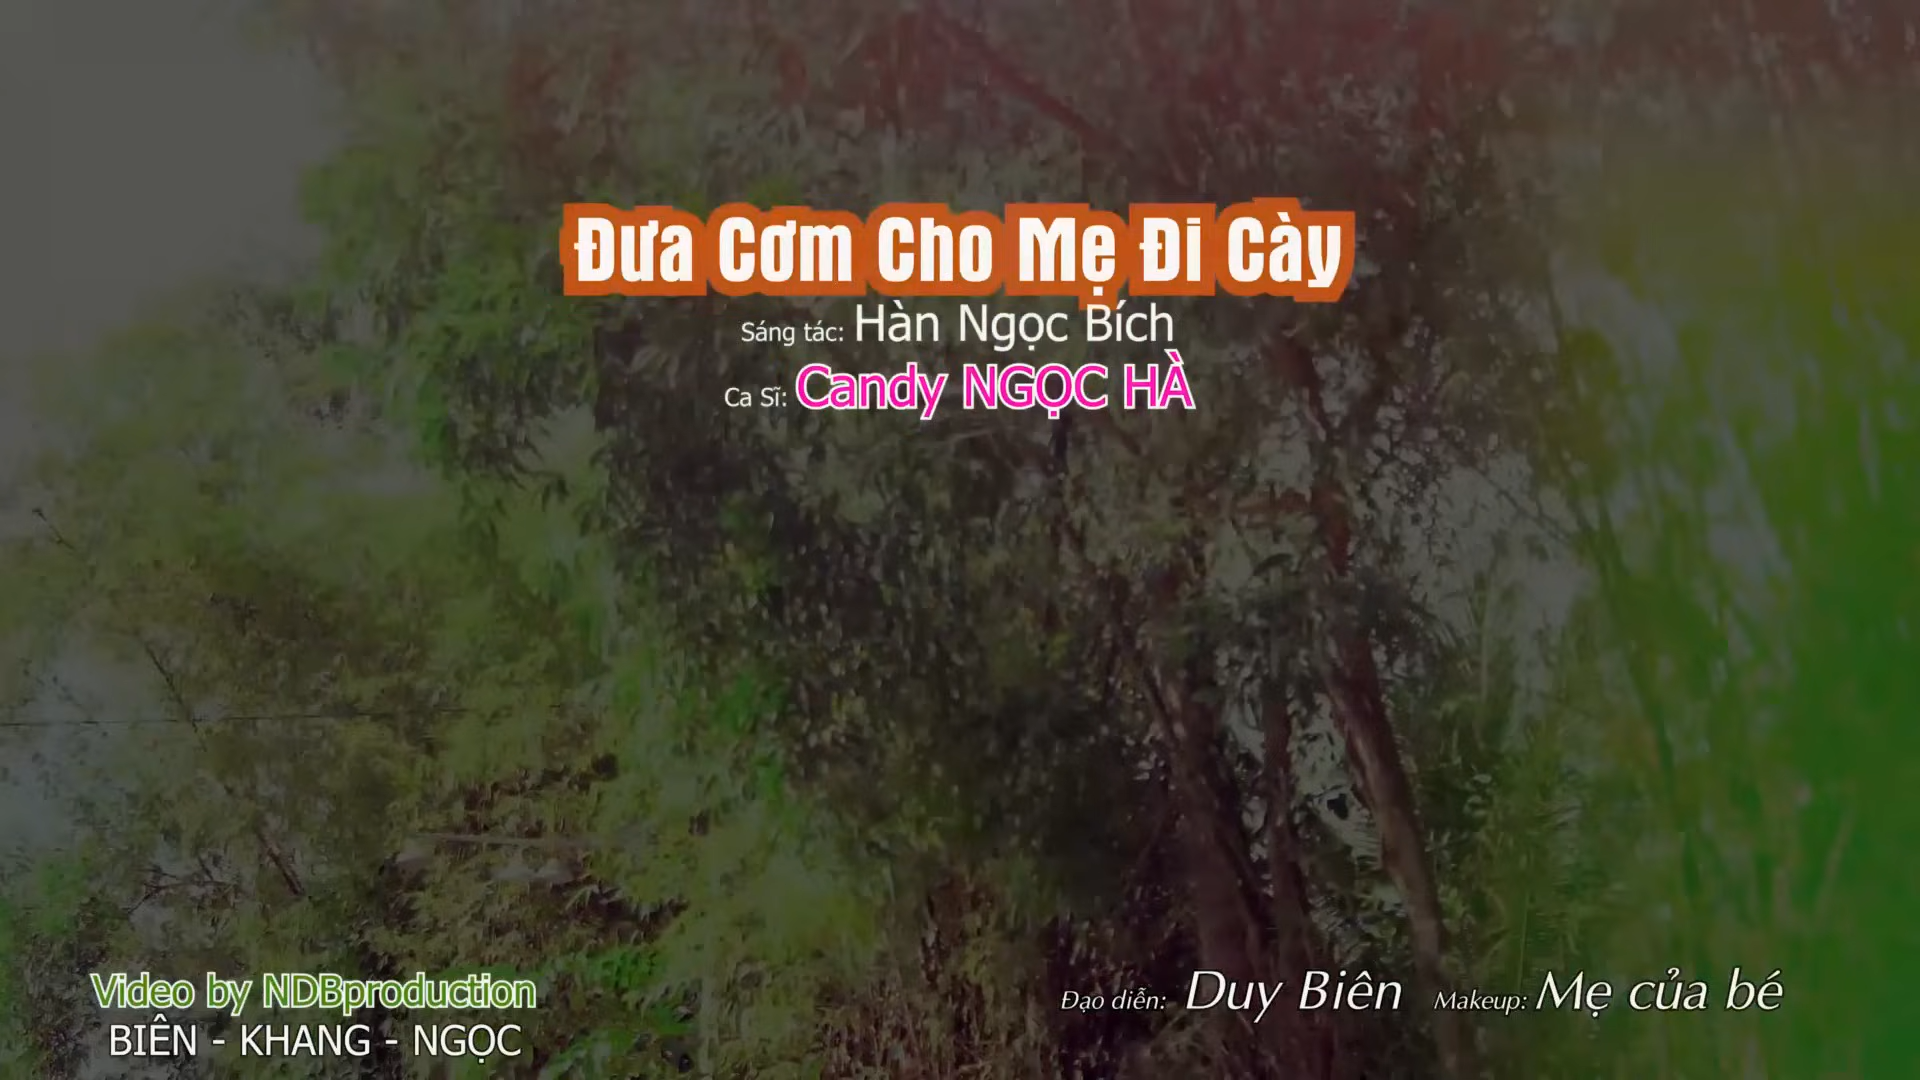 Đưa Cơm Cho Mẹ Đi Cày
Sáng tác: Hàn Ngọc Bích
Ca Sĩ: Candy NGỌC HÀ
Video by NDBproduction
BIÊN - KHANG - NGỌC
Đạo diễn: Duy Biên Makeup: Mẹ của bé